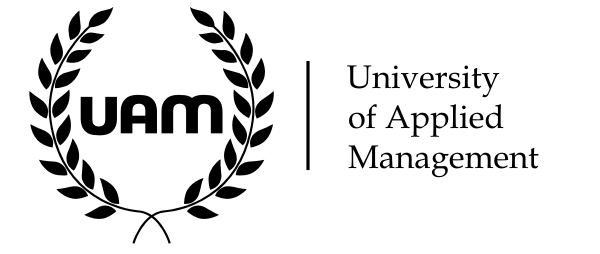 UAM
University
of Applied
Management